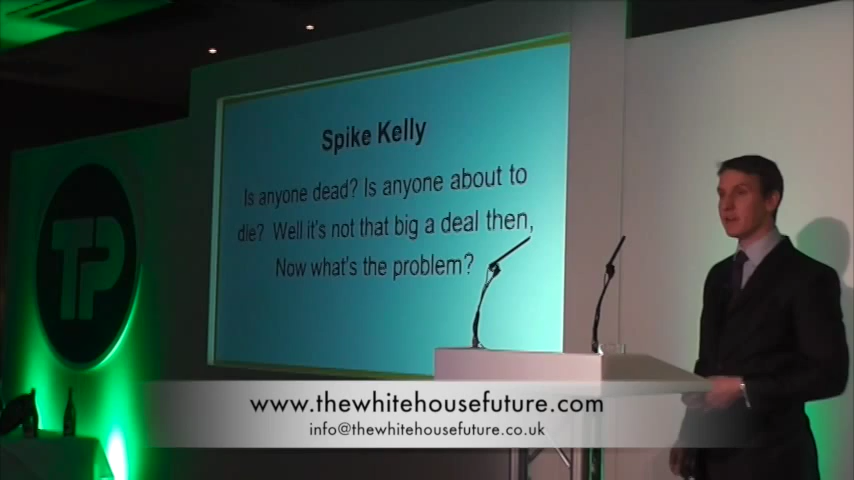 Spike Kelly
Is anyone dead? Is anyone about to
die? Well it's not that big a deal then,
Now what's the problem?
TP
www.thewhitehousefuture.com
info@thewhitehousefuture.co.uk